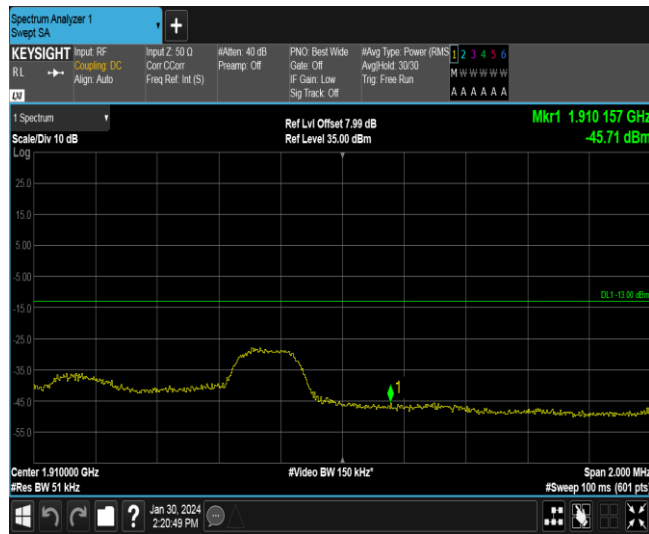 Spectrum Analyzer 1
Swept SA
+
KEYSIGHT
RL
LXI
Input: RF
Coupling: DC
Align: Auto
Input Z: 50 Ω
Corr CCorr
Freq Ref: Int (S)
#Atten: 40 dB
Preamp: Off
PNO: Best Wide
Gate: Off
IF Gain: Low
Sig Track: Off
#Avg Type: Power (RMS
Avg|Hold: 30/30
Trig: Free Run
1 2 3 4 5 6
M W W W W W
A A A A A A
1 Spectrum
Scale/Div 10 dB
Log
Ref Lvl Offset 7.99 dB
Ref Level 35.00 dBm
Mkr1 1.910 157 GHz
-45.71 dBm
25.0
15.0
5.00
-5.00
DL1 -13.00 dBm
-15.0
-25.0
-35.0
1
-45.0
-55.0
Center 1.910000 GHz
#Res BW 51 kHz
#Video BW 150 kHz*
Span 2.000 MHz
#Sweep 100 ms (601 pts
?
Jan 30, 2024
2:20:49 PM